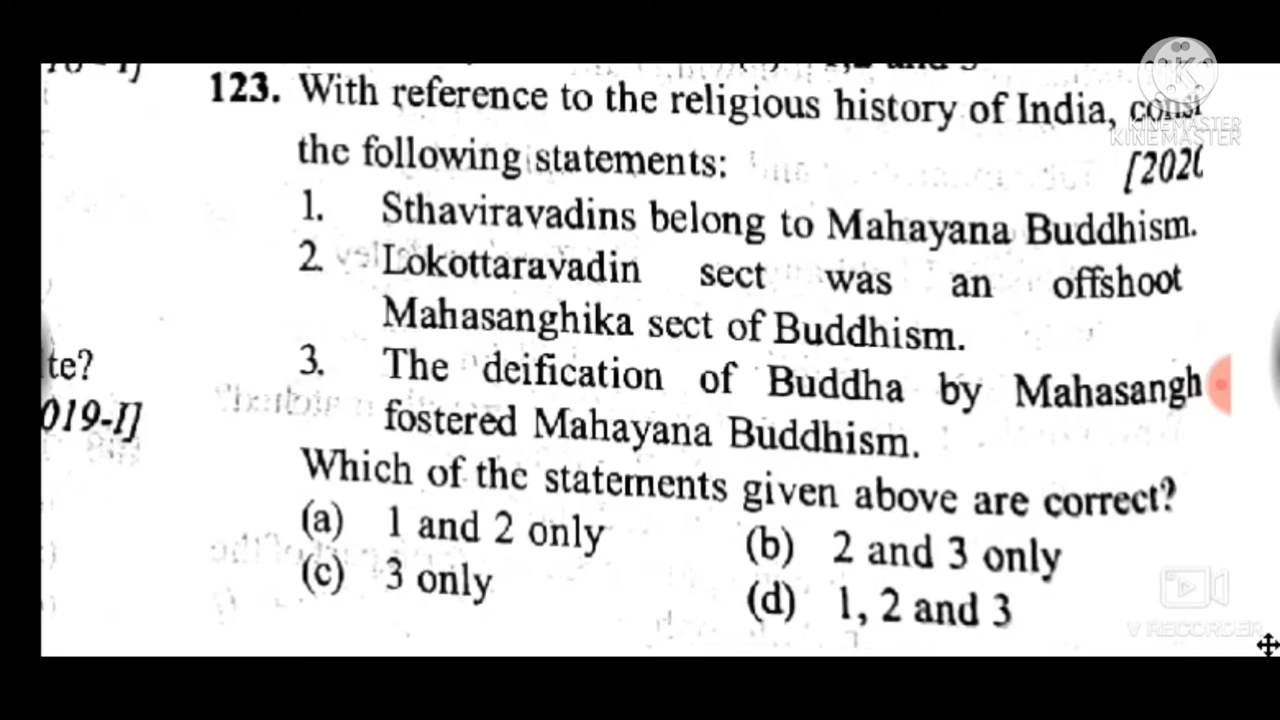 123. With reference to the religious history of India, consi
the following statements:
[2020
1. Sthaviravadins belong to Mahayana Buddhism.
2. Lokottaravadin sect was an offshoot
Mahasanghika sect of Buddhism.
te?
3. The deification of Buddha by Mahasangh
019-I]
fostered Mahayana Buddhism.
Which of the statements given above are correct?
(a) 1 and 2 only
(b) 2 and 3 only
(c) 3 only
(d) 1, 2 and 3
KINEMASTER
KINEMASTER
V RECORDER